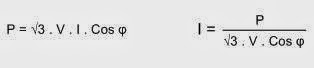 P = √3 . V . I . Cos φ
I = P / √3 . V . Cos φ